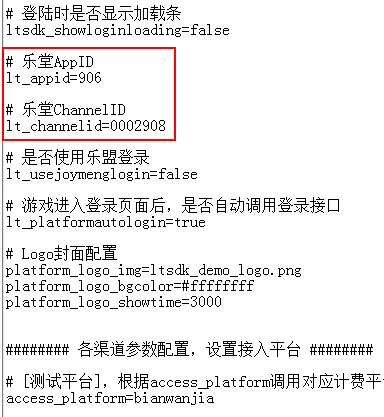 # 登陆时是否显示加载条
ltsdk_showloginloading=false
# 乐堂AppID
lt_appid=906
# 乐堂ChannelID
lt_channelid=0002908
# 是否使用乐盟登录
lt_usejoymenglogin=false
# 游戏进入登录页面后，是否自动调用登录接口
lt_platformautologin=true
# Logo封面配置
platform_logo_img=ltsdk_demo_logo.png
platform_logo_bgcolor=#ffffffff
platform_logo_showtime=3000
######## 各渠道参数配置，设置接入平台 ########
# [测试平台]，根据access_platform调用对应计费平
access_platform=bianwanjia